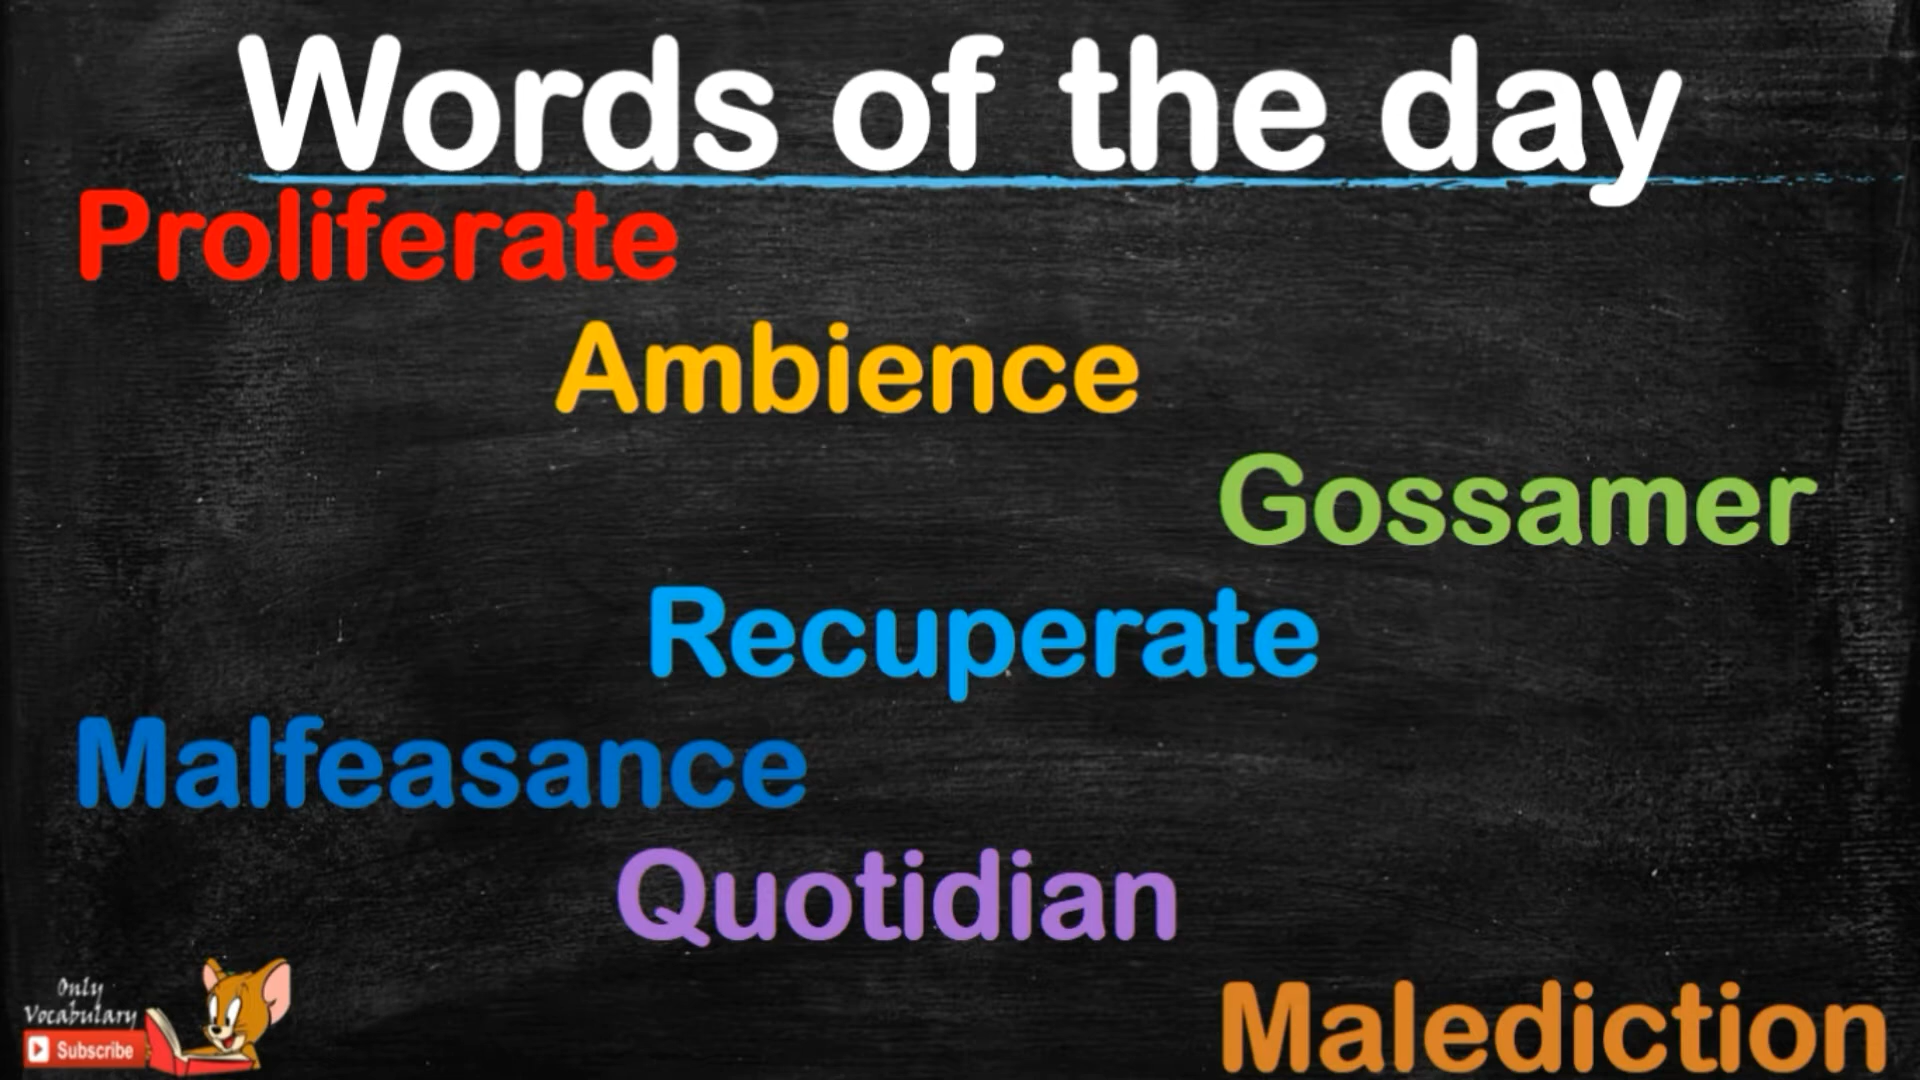 Words of the day
Proliferate
Ambience
Gossamer
Recuperate
Malfeasance
Quotidian
Malediction
Only
Vocabulary
Subscribe